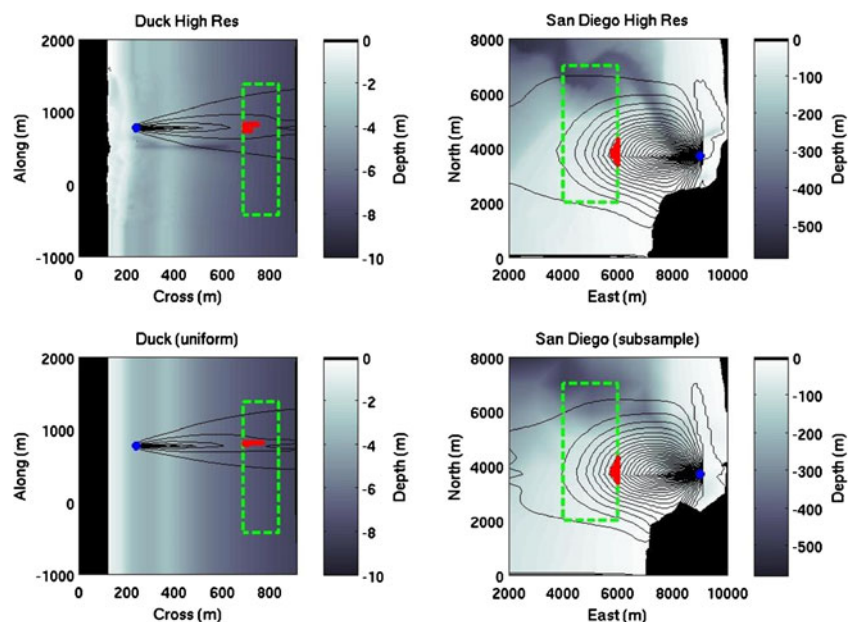 Duck High Res
Along (m)
2000
1000
0
-1000
0 200 400 600 800
Cross (m)
0
-2
-4
-6
-8
-10
Depth (m)
San Diego High Res
North (m)
8000
6000
4000
2000
0
2000 4000 6000 8000 10000
East (m)
0
-100
-200
-300
-400
-500
Depth (m)
Duck (uniform)
Along (m)
2000
1000
0
-1000
0 200 400 600 800
Cross (m)
0
-2
-4
-6
-8
-10
Depth (m)
San Diego (subsample)
North (m)
8000
6000
4000
2000
0
2000 4000 6000 8000 10000
East (m)
0
-100
-200
-300
-400
-500
Depth (m)